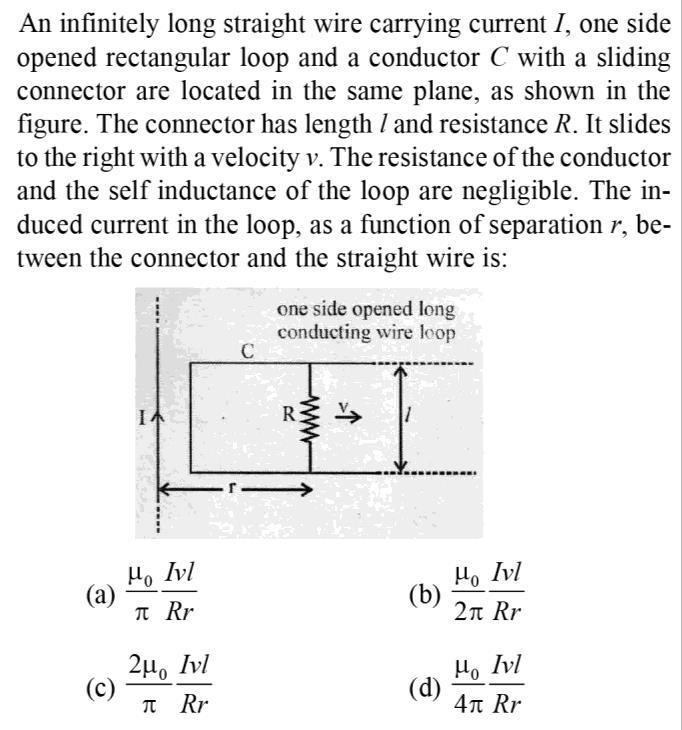 An infinitely long straight wire carrying current I, one side
opened rectangular loop and a conductor C with a sliding
connector are located in the same plane, as shown in the
figure. The connector has length l and resistance R. It slides
to the right with a velocity v. The resistance of the conductor
and the self inductance of the loop are negligible. The in-
duced current in the loop, as a function of separation r, be-
tween the connector and the straight wire is:
one side opened long
conducting wire loop
C
I
R
v
l
r
(a) μ₀/π Ivl/Rr
(b) μ₀/2π Ivl/Rr
(c) 2μ₀/π Ivl/Rr
(d) μ₀/4π Ivl/Rr